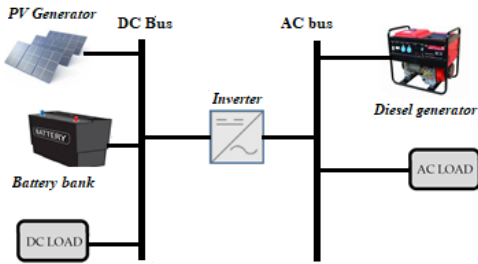 PV Generator
DC Bus
AC bus
Inverter
Diesel generator
BATTERY
Battery bank
AC LOAD
DC LOAD